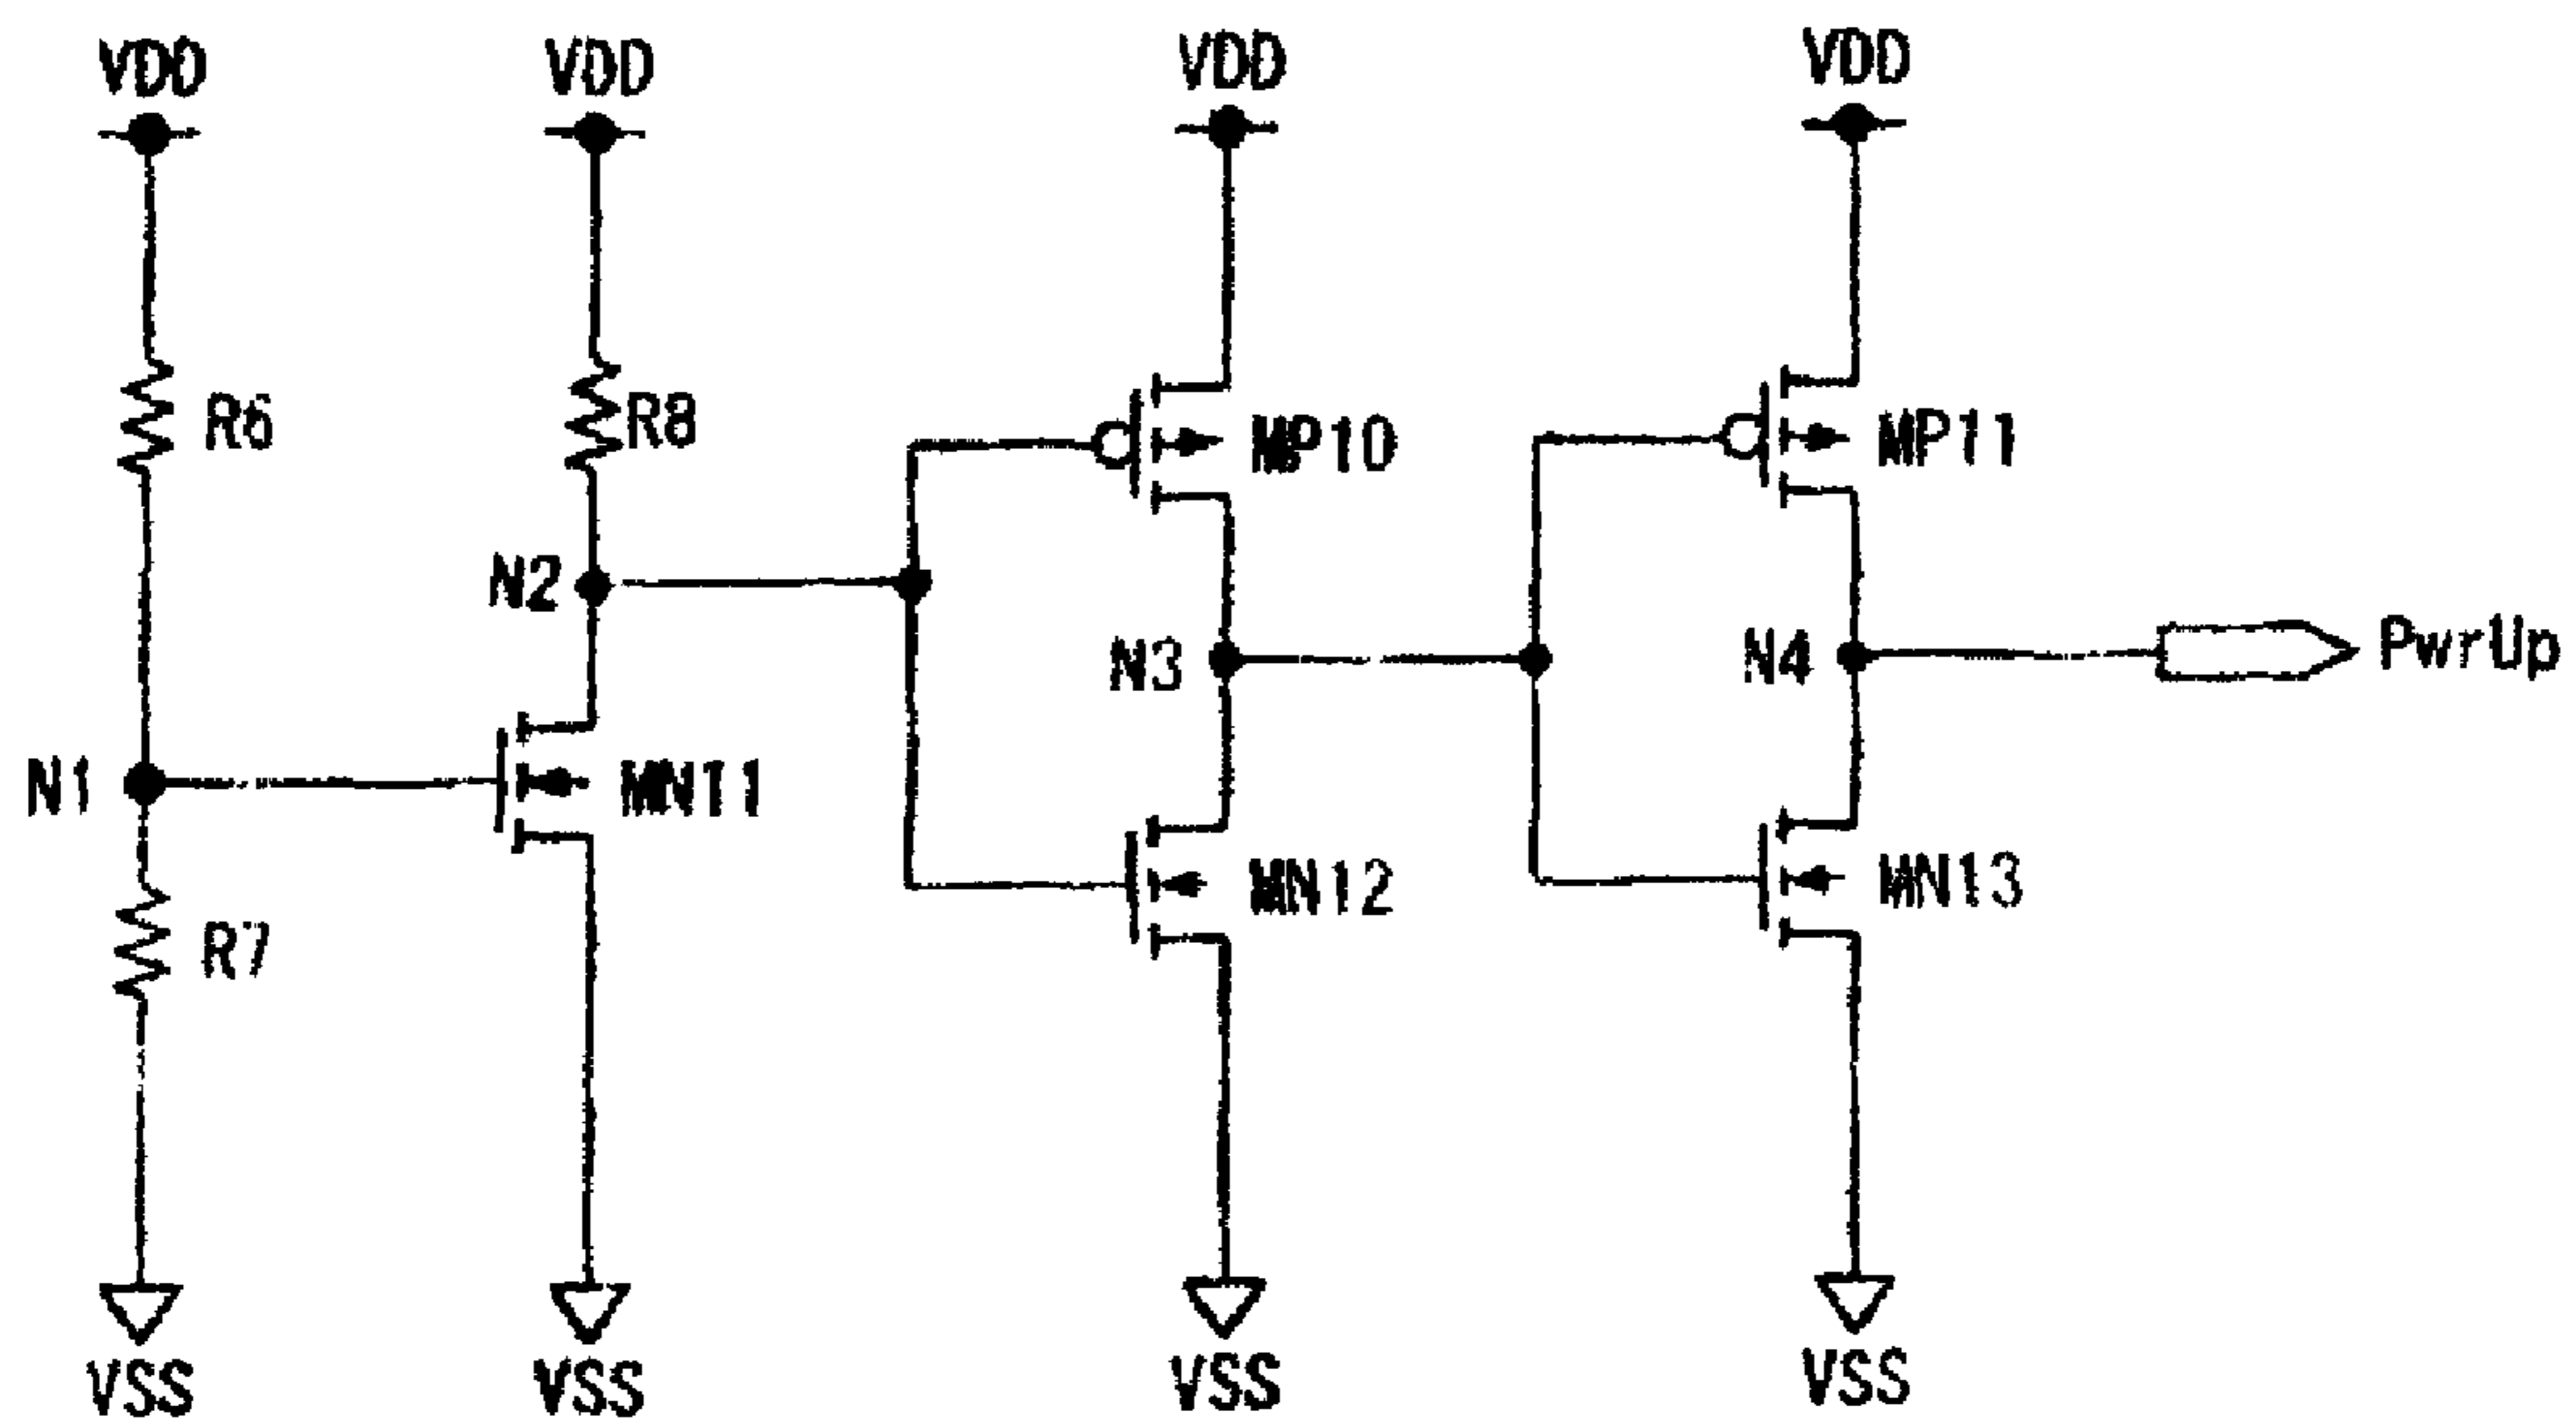 VDD VDD VDD VDD
R6 R8 MP10 MP11
N2 N3 N4 PwrUp
N1 MN11 MN12 MN13
R7
VSS VSS VSS VSS